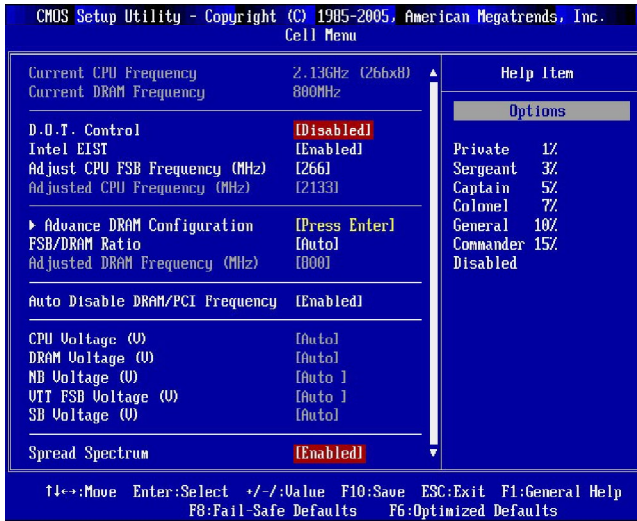 CMOS Setup Utility - Copyright (C) 1985-2005, American Megatrends, Inc.
Cell Menu
Current CPU Frequency 2.13GHz (266x8)
Current DRAM Frequency 800MHz
D.O.T. Control [Disabled]
Intel EIST [Enabled]
Adjust CPU FSB Frequency (MHz) [266]
Adjusted CPU Frequency (MHz) [2133]
Advance DRAM Configuration [Press Enter]
FSB/DRAM Ratio [Auto]
Adjusted DRAM Frequency (MHz) [800]
Auto Disable DRAM/PCI Frequency [Enabled]
CPU Voltage (V) [Auto]
DRAM Voltage (V) [Auto]
NB Voltage (V) [Auto ]
VTT FSB Voltage (V) [Auto ]
SB Voltage (V) [Auto]
Spread Spectrum [Enabled]
Help Item
Options
Private 1%
Sergeant 3%
Captain 5%
Colonel 7%
General 10%
Commander 15%
Disabled
↑↓←→:Move Enter:Select +/-/:Value F10:Save ESC:Exit F1:General Help
F8:Fail-Safe Defaults F6:Optimized Defaults